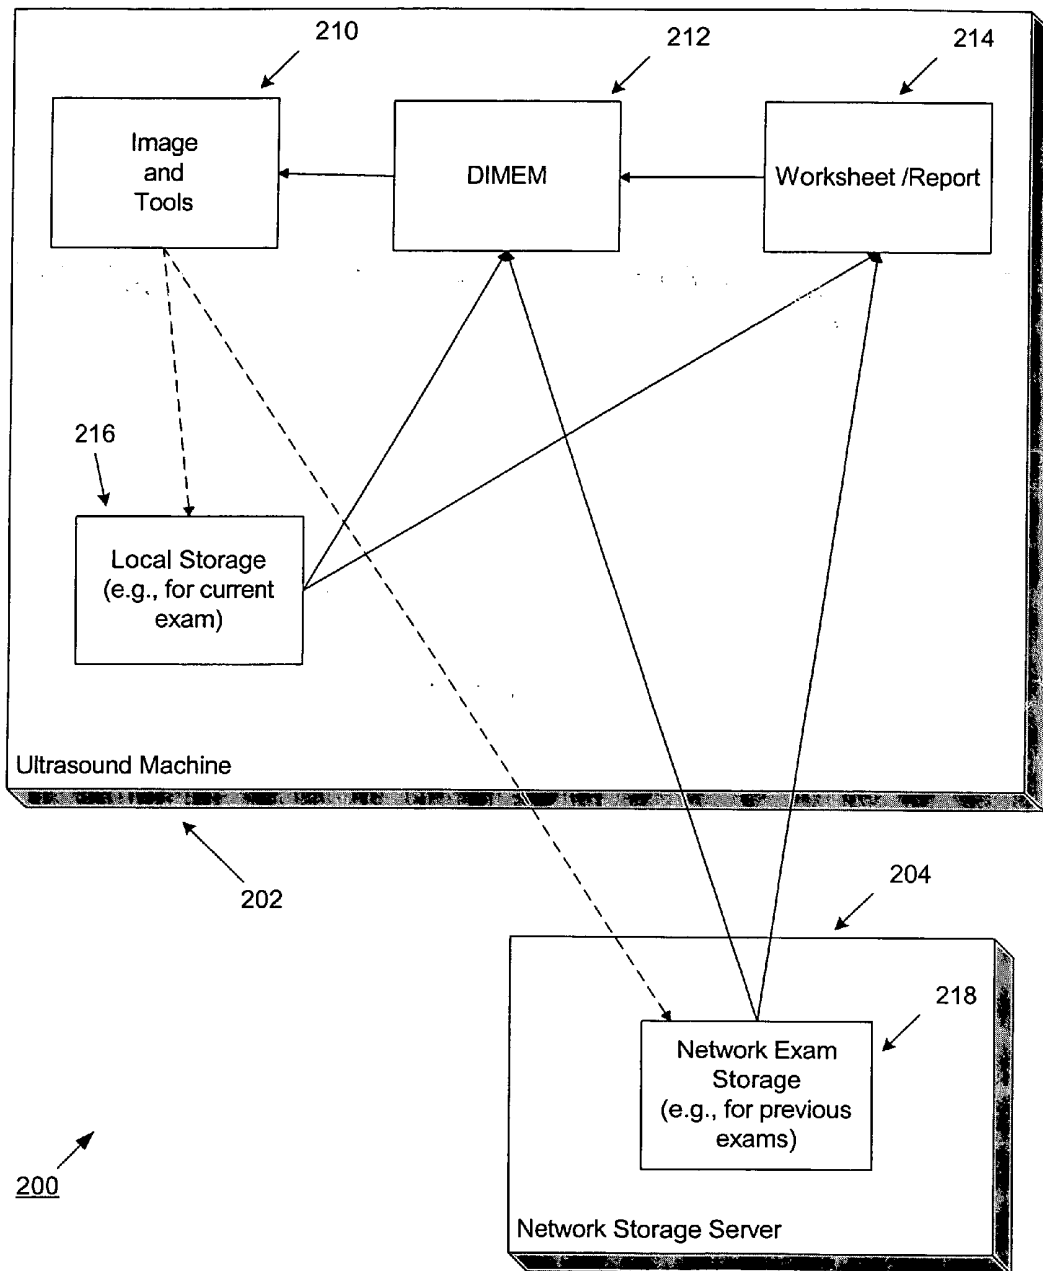 210
212
214
Image
and
Tools
DIMEM
Worksheet /Report
216
Local Storage
(e.g., for current
exam)
Ultrasound Machine
202
204
218
Network Exam
Storage
(e.g., for previous
exams)
200
Network Storage Server